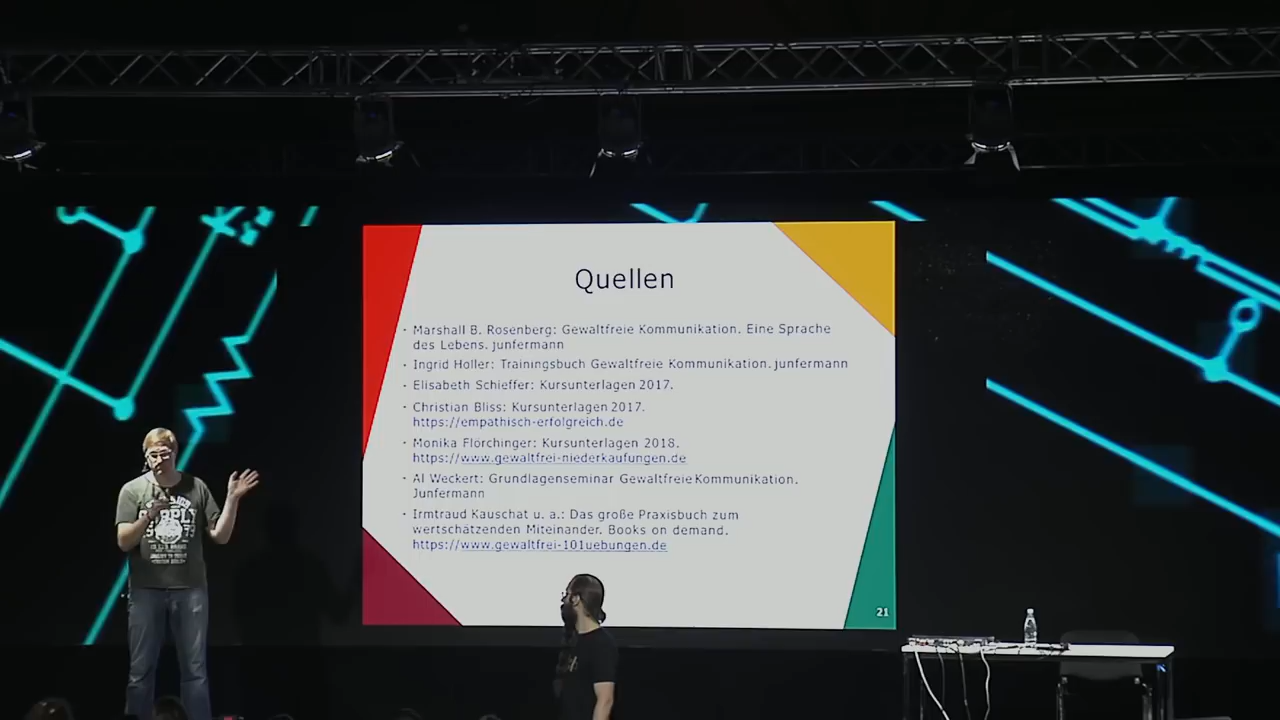 Quellen
· Marshall B. Rosenberg: Gewaltfreie Kommunikation. Eine Sprache
des Lebens. junfermann
· Ingrid Holler: Trainingsbuch Gewaltfreie Kommunikation. junfermann
· Elisabeth Schieffer: Kursunterlagen 2017.
· Christian Bliss: Kursunterlagen 2017.
https://empathisch-erfolgreich.de
· Monika Flörchinger: Kursunterlagen 2018.
https://www.gewaltfrei-niederkaufungen.de
· Al Weckert: Grundlagenseminar Gewaltfreie Kommunikation.
Junfermann
· Irmtraud Kauschat u. a.: Das große Praxisbuch zum
wertschätzenden Miteinander. Books on demand.
https://www.gewaltfrei-101uebungen.de
21